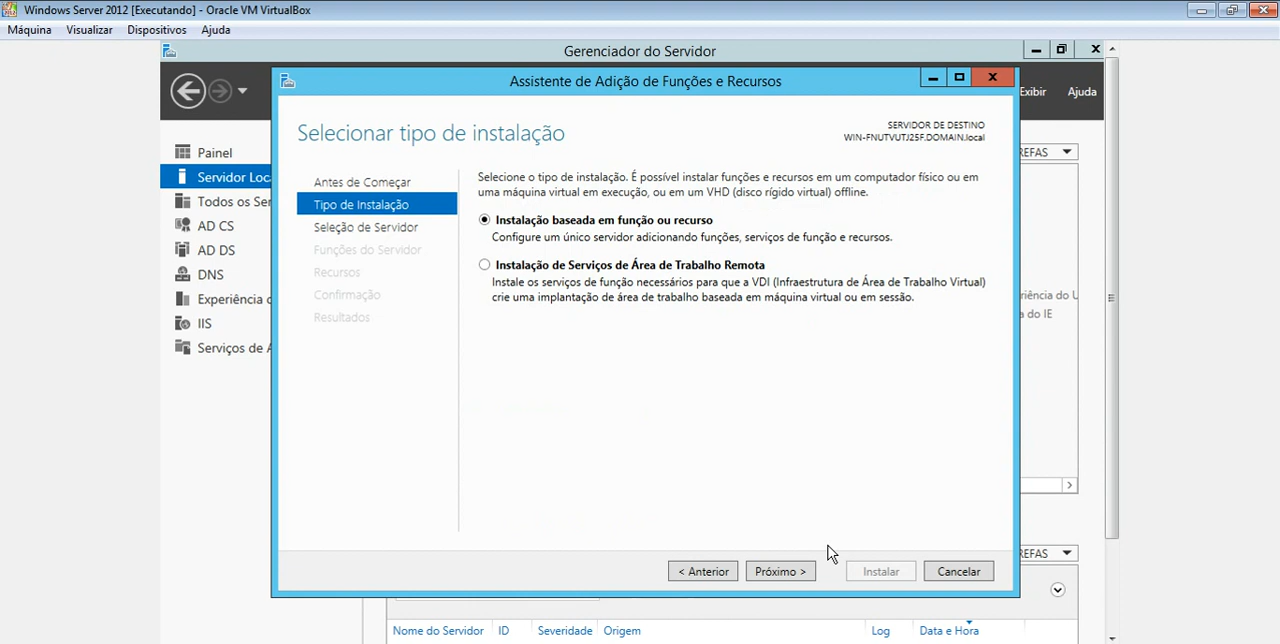 Windows Server 2012 [Executando] - Oracle VM VirtualBox
Máquina Visualizar Dispositivos Ajuda
Gerenciador do Servidor
Exibir Ajuda
Assistente de Adição de Funções e Recursos
Selecionar tipo de instalação
SERVIDOR DE DESTINO
WIN-FNUTVUTJ25F.DOMAIN.local
Painel
Servidor Loc
Todos os Ser
AD CS
AD DS
DNS
Experiência d
IIS
Serviços de A
Antes de Começar
Tipo de Instalação
Seleção de Servidor
Funções do Servidor
Recursos
Confirmação
Resultados
Selecione o tipo de instalação. É possível instalar funções e recursos em um computador físico ou em
uma máquina virtual em execução, ou em um VHD (disco rígido virtual) offline.
Instalação baseada em função ou recurso
Configure um único servidor adicionando funções, serviços de função e recursos.
Instalação de Serviços de Área de Trabalho Remota
Instale os serviços de função necessários para que a VDI (Infraestrutura de Área de Trabalho Virtual)
crie uma implantação de área de trabalho baseada em máquina virtual ou em sessão.
REFAS
riência do U
a do IE
REFAS
< Anterior Próximo > Instalar Cancelar
Nome do Servidor ID Severidade Origem Log Data e Hora